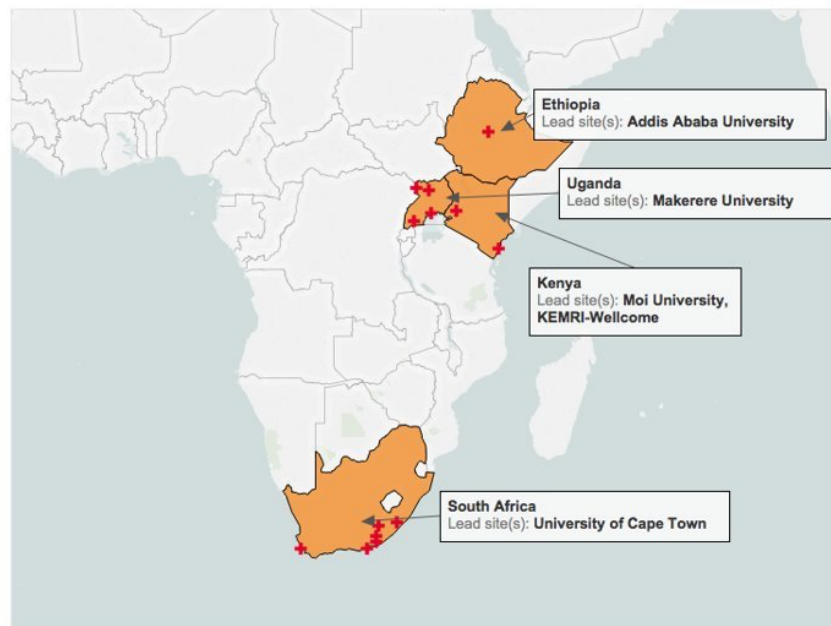 Ethiopia
Lead site(s): Addis Ababa University
Uganda
Lead site(s): Makerere University
Kenya
Lead site(s): Moi University,
KEMRI-Wellcome
South Africa
Lead site(s): University of Cape Town